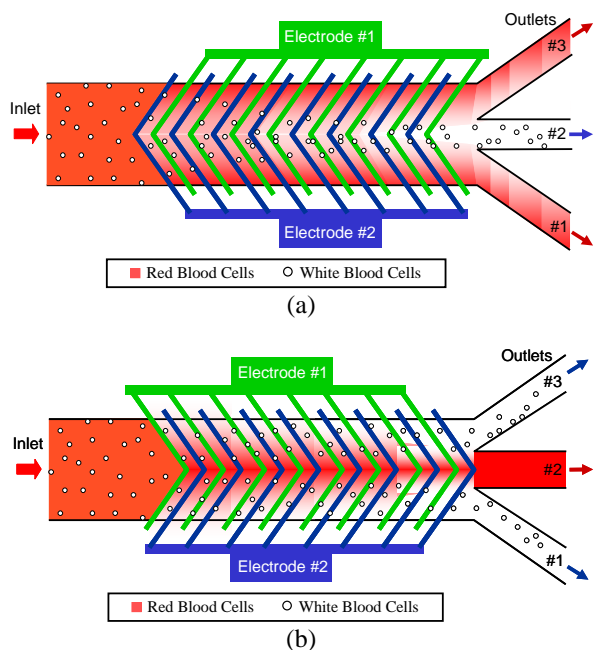 Electrode #1
Outlets
#3
Inlet
#2
#1
Electrode #2
Red Blood Cells
White Blood Cells
(a)
Electrode #1
Outlets
#3
Inlet
#2
#1
Electrode #2
Red Blood Cells
White Blood Cells
(b)